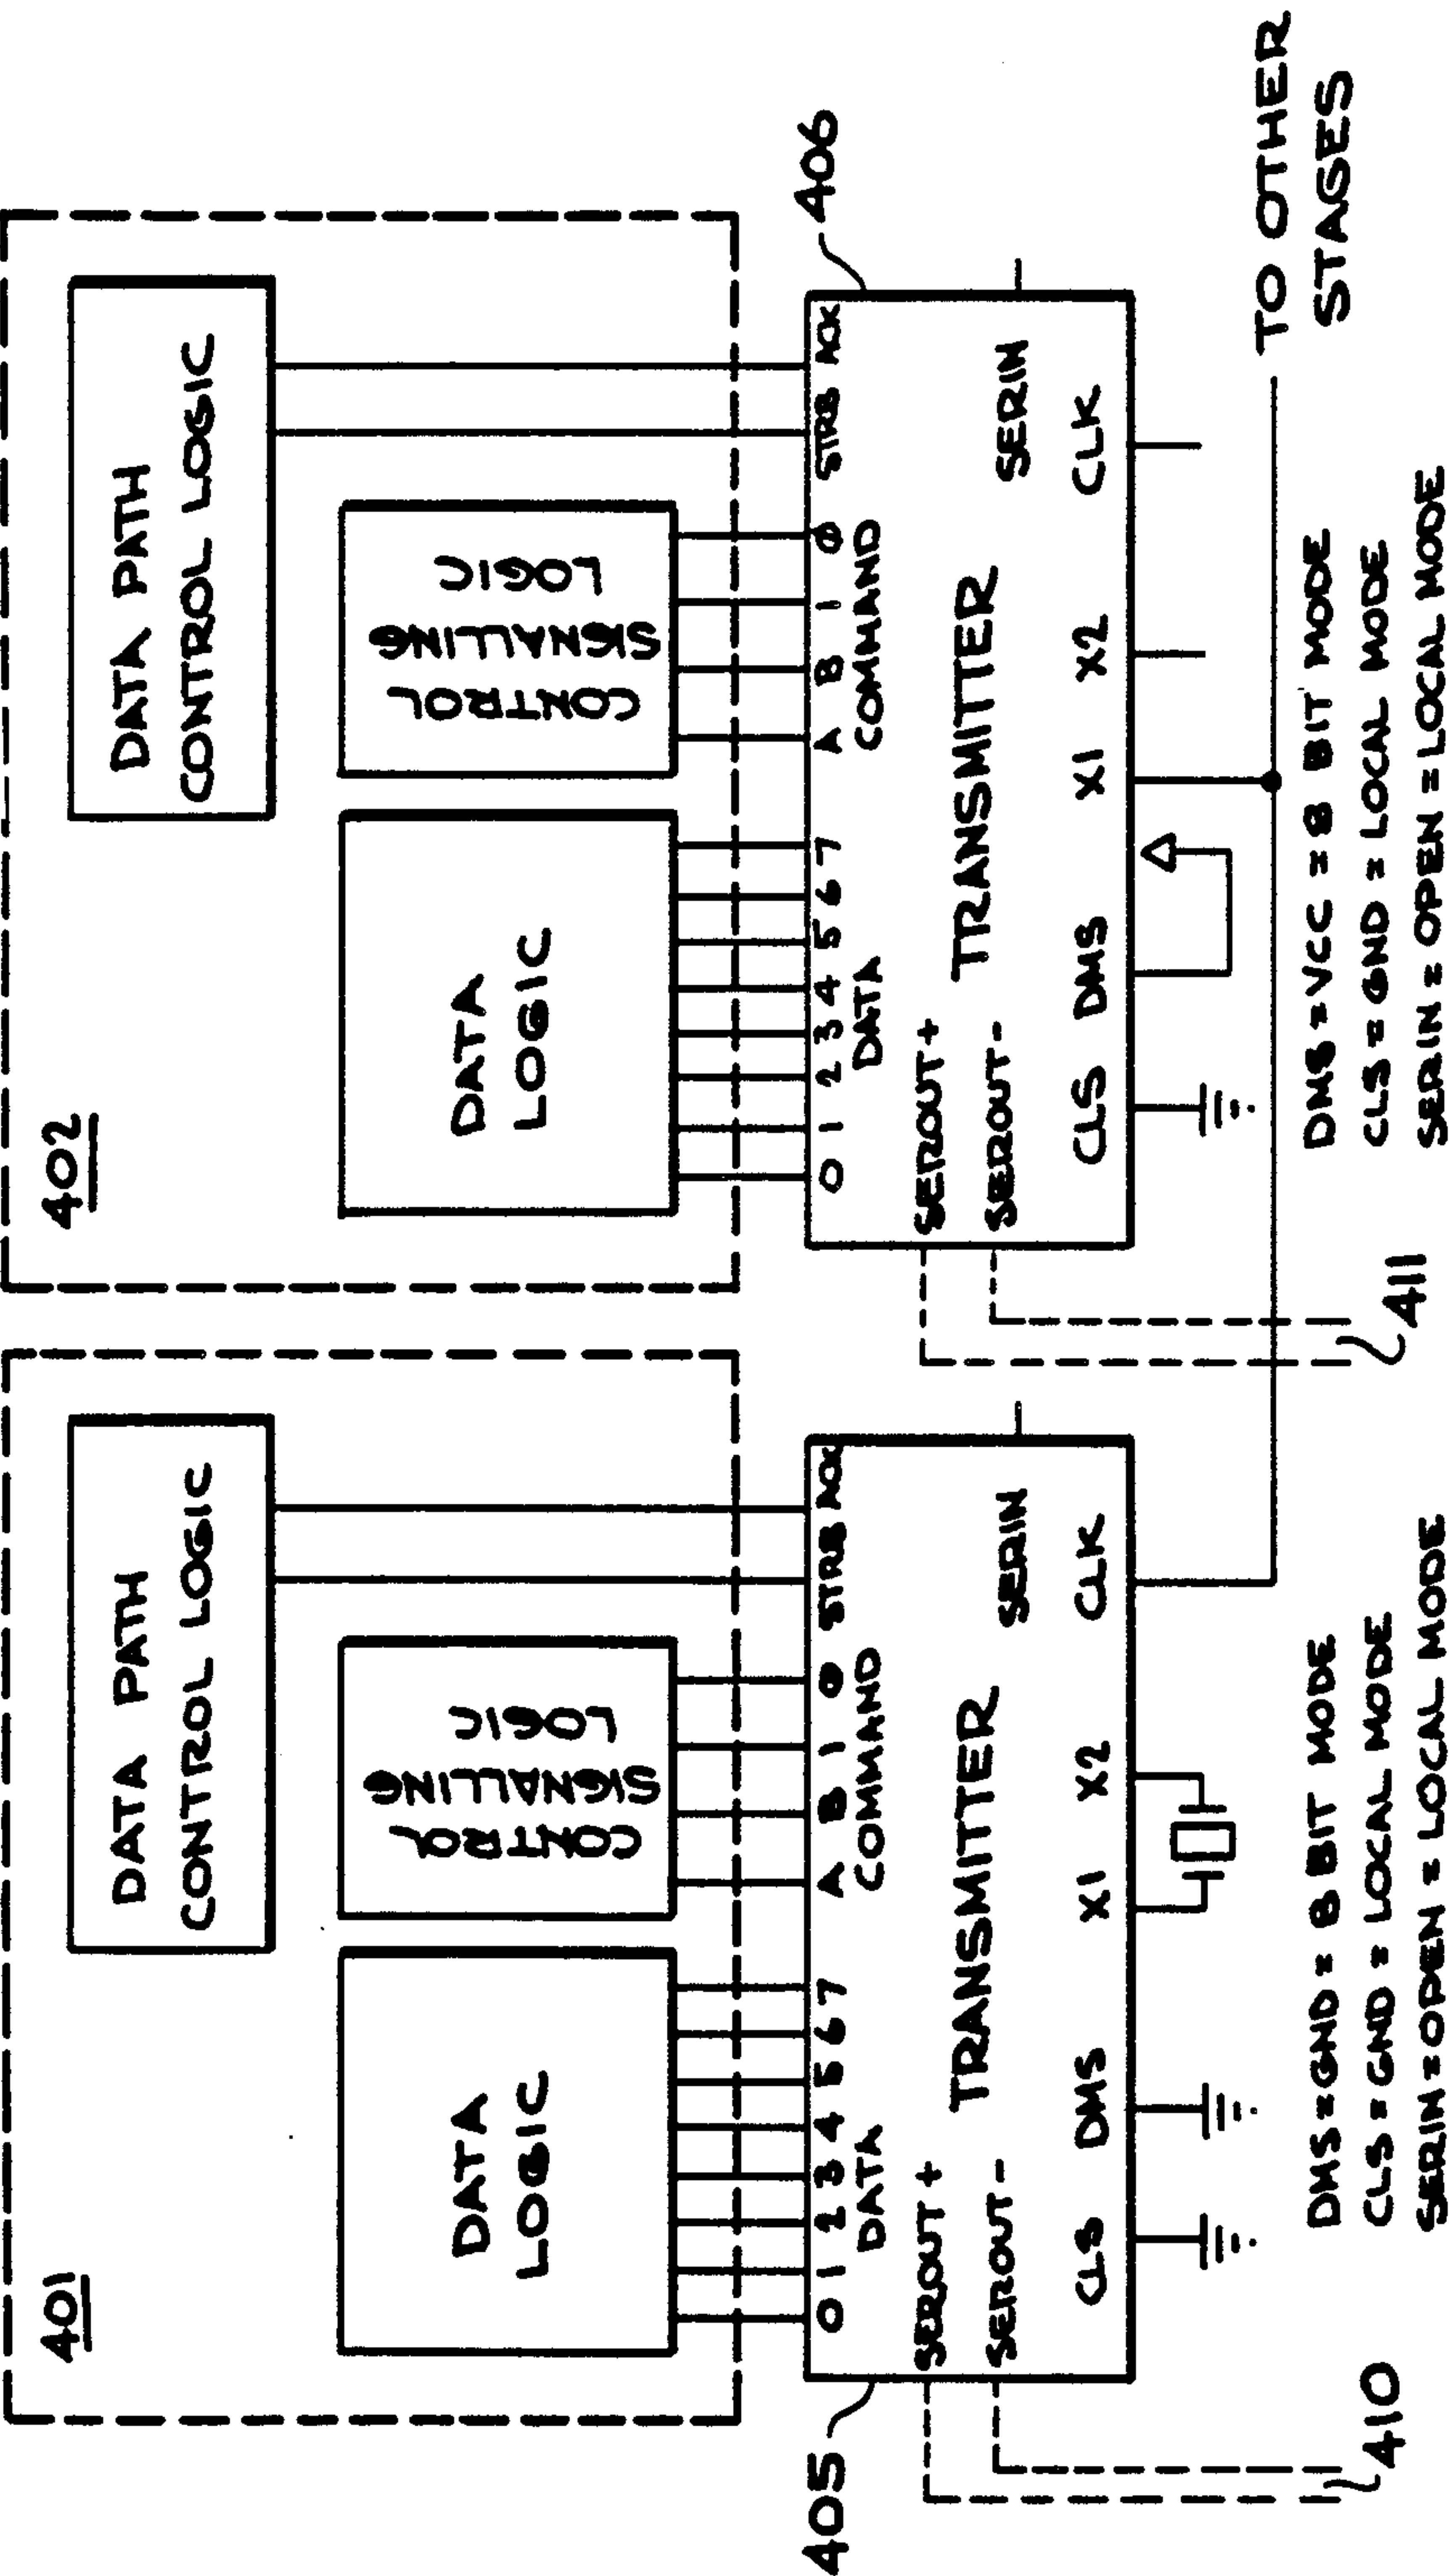 401
DATA PATH
CONTROL LOGIC
DATA
LOGIC
CONTROL
SIGNALLING
LOGIC
0 1 2 3 4 5 6 7 A B 1 0 STRB ACK
DATA COMMAND
SEROUT+
SEROUT-
TRANSMITTER
SERIN
CLS DMS X1 X2 CLK
405
410
DMS=GND=8 BIT MODE
CLS=GND=LOCAL MODE
SERIN=OPEN=LOCAL MODE
402
DATA PATH
CONTROL LOGIC
DATA
LOGIC
CONTROL
SIGNALLING
LOGIC
0 1 2 3 4 5 6 7 A B 1 0 STRB ACK
DATA COMMAND
SEROUT+
SEROUT-
TRANSMITTER
SERIN
CLS DMS X1 X2 CLK
406
411
TO OTHER
STAGES
DMS=VCC=8 BIT MODE
CLS=GND=LOCAL MODE
SERIN=OPEN=LOCAL MODE